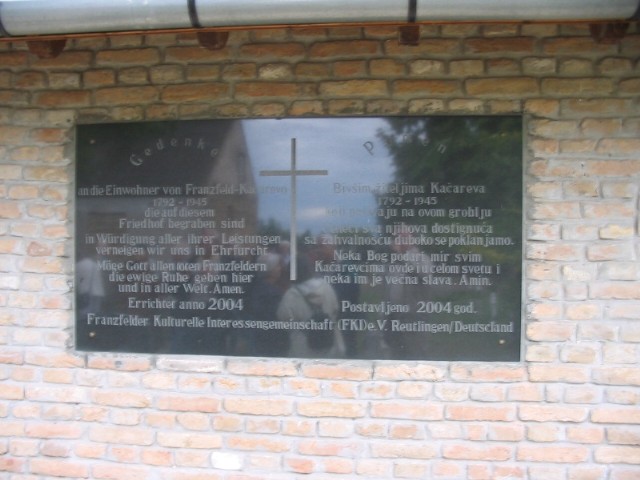 Gedenke
an die Einwohner von Franzfeld-Kačarevo
1792 - 1945
die auf diesem
Friedhof begraben sind
in Würdigung aller ihrer Leistungen
verneigen wir uns in Ehrfurcht
Möge Gott allen toten Franzfeldern
die ewige Ruhe geben hier
und in aller Welt. Amen.
Errichtet anno 2004
Bivšim žiteljima Kačareva
1792 - 1945
na ovom groblju
njihova dostignuća
sa zahvalnošću duboko se poklanjamo.
Neka Bog podari mir svim
Kačarevcima ovde i u celom svetu i
neka im je večna slava. Amin.
Postavljeno 2004 god.
Franzfelder Kulturelle Interessengemeinschaft (FKI) e.V. Reutlingen/Deutscland